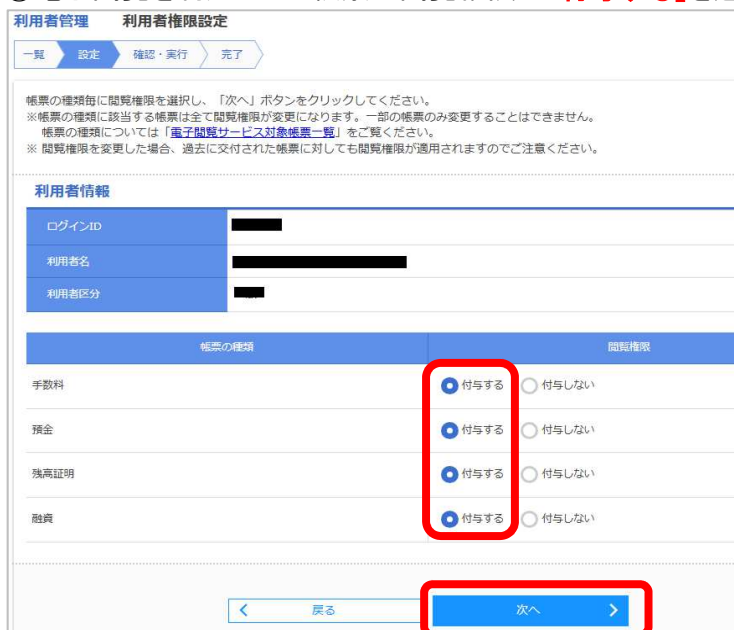 利用者管理 利用者権限設定
一覧 設定 確認・実行 完了
帳票の種類毎に閲覧権限を選択し、「次へ」ボタンをクリックしてください。
※帳票の種類に該当する帳票は全て閲覧権限が変更になります。一部の帳票のみ変更することはできません。
帳票の種類については「電子閲覧サービス対象帳票一覧」をご覧ください。
※ 閲覧権限を変更した場合、過去に交付された帳票に対しても閲覧権限が適用されますのでご注意ください。
利用者情報
ログインID
利用者名
利用者区分
帳票の種類 閲覧権限
手数料 付与する 付与しない
預金 付与する 付与しない
残高証明 付与する 付与しない
融資 付与する 付与しない
戻る 次へ